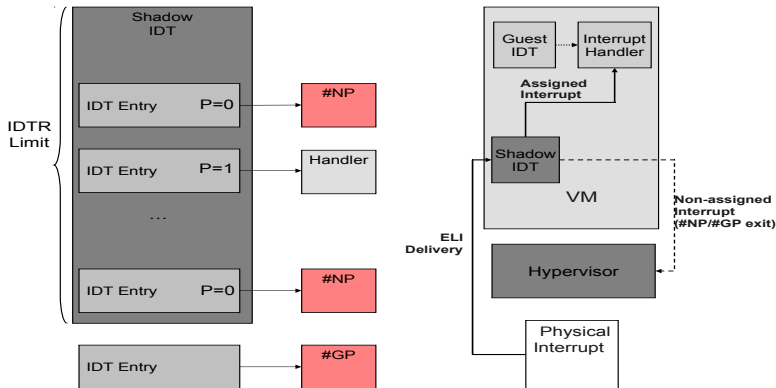 Shadow
IDT
IDTR
Limit
IDT Entry P=0
#NP
IDT Entry P=1
Handler
...
IDT Entry P=0
#NP
IDT Entry
#GP
Guest
IDT
Interrupt
Handler
Assigned
Interrupt
Shadow
IDT
VM
Non-assigned
Interrupt
(#NP/#GP exit)
ELI
Delivery
Hypervisor
Physical
Interrupt